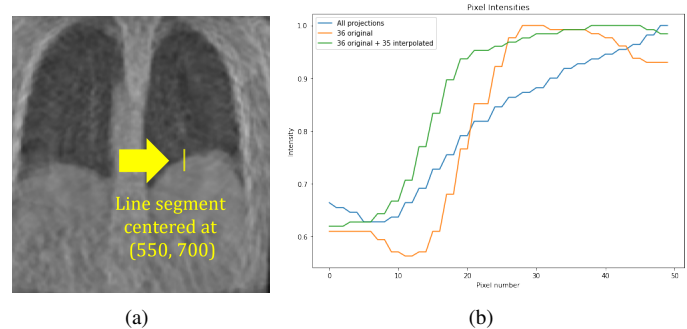 Line segment
centered at
(550, 700)
(a)
Pixel Intensities
All projections
36 original
36 original + 35 interpolated
1.0
0.9
0.8
0.7
0.6
Intensity
0
10
20
30
40
50
Pixel number
(b)